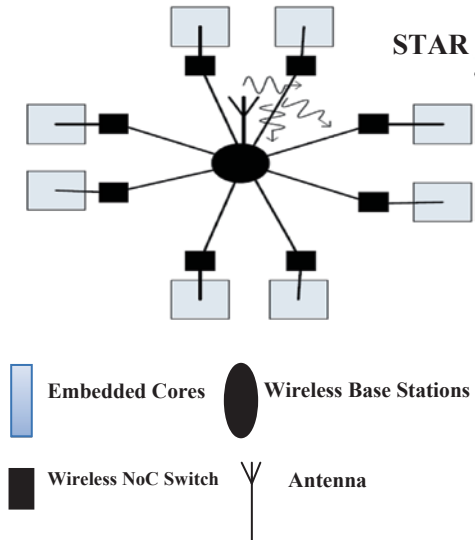 STAR
Embedded Cores
Wireless Base Stations
Wireless NoC Switch
Antenna